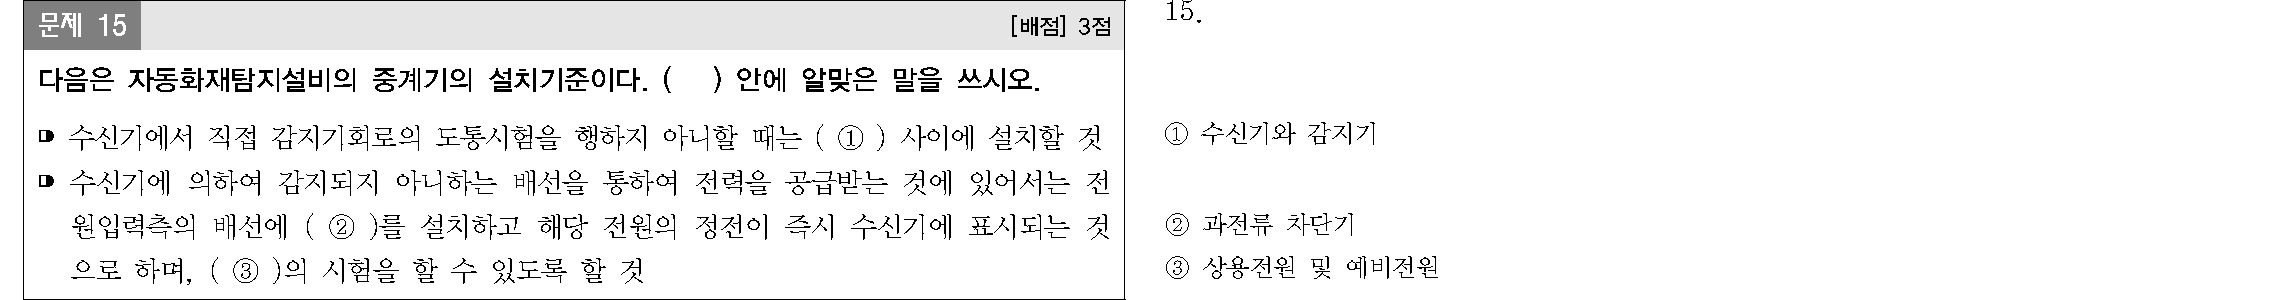 문제 15
[배점] 3점
다음은 자동화재탐지설비의 중계기의 설치기준이다. (    ) 안에 알맞은 말을 쓰시오.
수신기에서 직접 감지기회로의 도통시험을 행하지 아니할 때는 ( ① ) 사이에 설치할 것
수신기에 의하여 감지되지 아니하는 배선을 통하여 전력을 공급받는 것에 있어서는 전
원입력측의 배선에 ( ② )를 설치하고 해당 전원의 정전이 즉시 수신기에 표시되는 것
으로 하며, ( ③ )의 시험을 할 수 있도록 할 것
15.
① 수신기와 감지기
② 과전류 차단기
③ 상용전원 및 예비전원